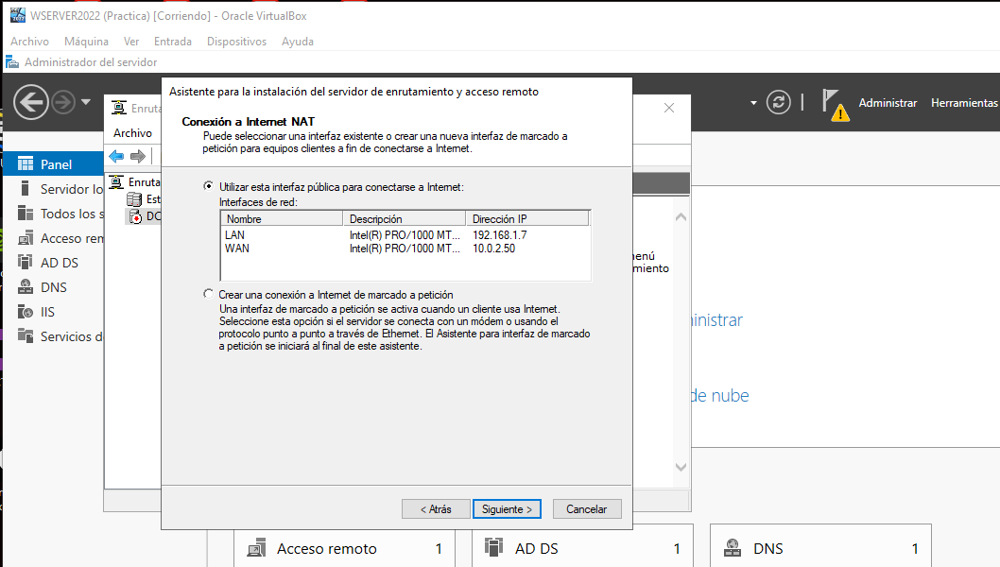 WSERVER2022 (Practica) [Corriendo] - Oracle VirtualBox
Archivo Máquina Ver Entrada Dispositivos Ayuda
Administrador del servidor
Administrar Herramientas
Enruta
Archivo
Enruta
Est
DC
Panel
Servidor lo
Todos los s
Acceso rem
AD DS
DNS
IIS
Servicios d
Asistente para la instalación del servidor de enrutamiento y acceso remoto
Conexión a Internet NAT
Puede seleccionar una interfaz existente o crear una nueva interfaz de marcado a
petición para equipos clientes a fin de conectarse a Internet.
Utilizar esta interfaz pública para conectarse a Internet:
Interfaces de red:
Nombre Descripción Dirección IP
LAN Intel(R) PRO/1000 MT... 192.168.1.7
WAN Intel(R) PRO/1000 MT... 10.0.2.50
Crear una conexión a Internet de marcado a petición
Una interfaz de marcado a petición se activa cuando un cliente usa Internet.
Seleccione esta opción si el servidor se conecta con un módem o usando el
protocolo punto a punto a través de Ethernet. El Asistente para interfaz de marcado
a petición se iniciará al final de este asistente.
< Atrás Siguiente > Cancelar
enú
miento
ministrar
de nube
Acceso remoto 1
AD DS 1
DNS 1